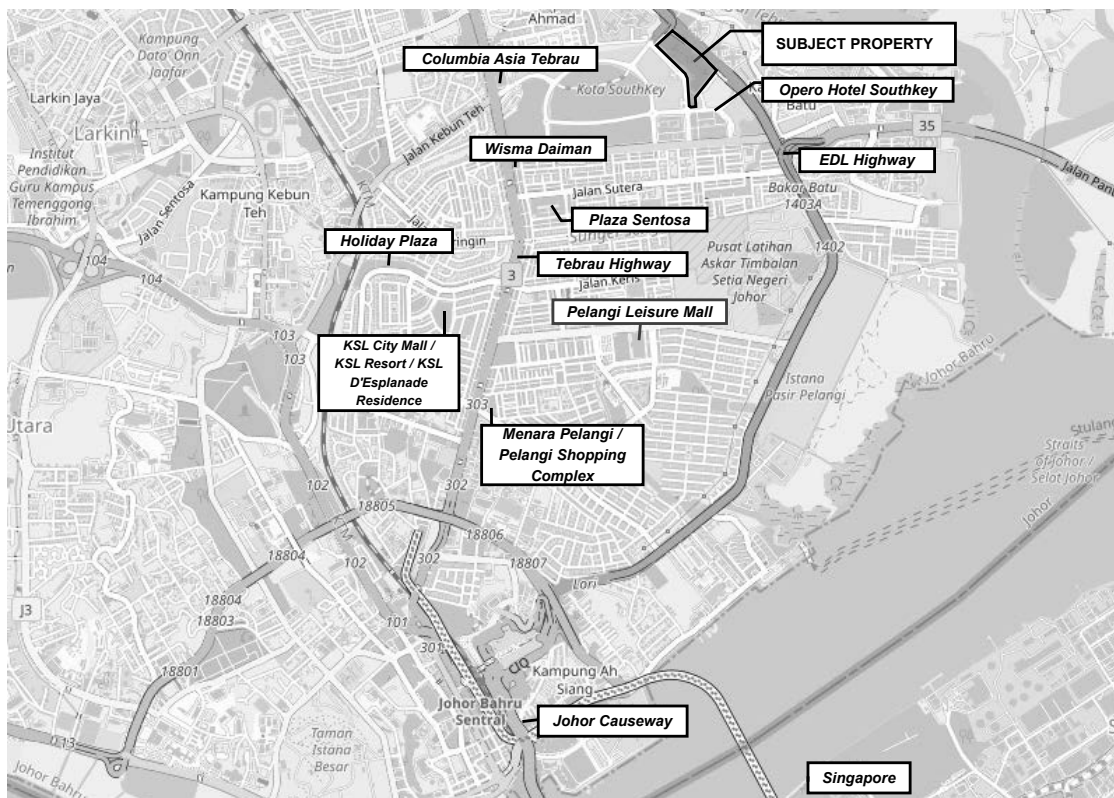 Ahmad
SUBJECT PROPERTY
Kampung
Dato' Onn
Jaafar
Columbia Asia Tebrau
Kota SouthKey
Opero Hotel Southkey
Batu
Larkin Jaya
Larkin
Jalan Kebun Teh
35
Institut
Pendidikan
Guru Kampus
Temenggong
Ibrahim
Wisma Daiman
EDL Highway
Jalan Sentosa
Kampung Kebun
Teh
KTM
Jalan Sutera
Bakar Batu
1403A
Plaza Sentosa
Holiday Plaza
Pusat Latihan
Askar Timbalan
Setia Negeri
Johor
1402
104
104
3
Tebrau Highway
Jalan Keris
Pelangi Leisure Mall
103
103
KSL City Mall /
KSL Resort / KSL
D'Esplanade
Residence
Johor Bahru
Istana
Pasir Pelangi
303
Utara
Menara Pelangi /
Pelangi Shopping
Complex
Straits
of Johor /
Selat Johor
102
302
18805
Johor
18806
18804
302
18807
102
Lori
18804
18803
J3
101
301
18801
CIQ
Kampung Ah
Siang
Johor Bahru
Sentral
Johor Causeway
Taman
Istana
Besar
Johor Bahru
Singapore